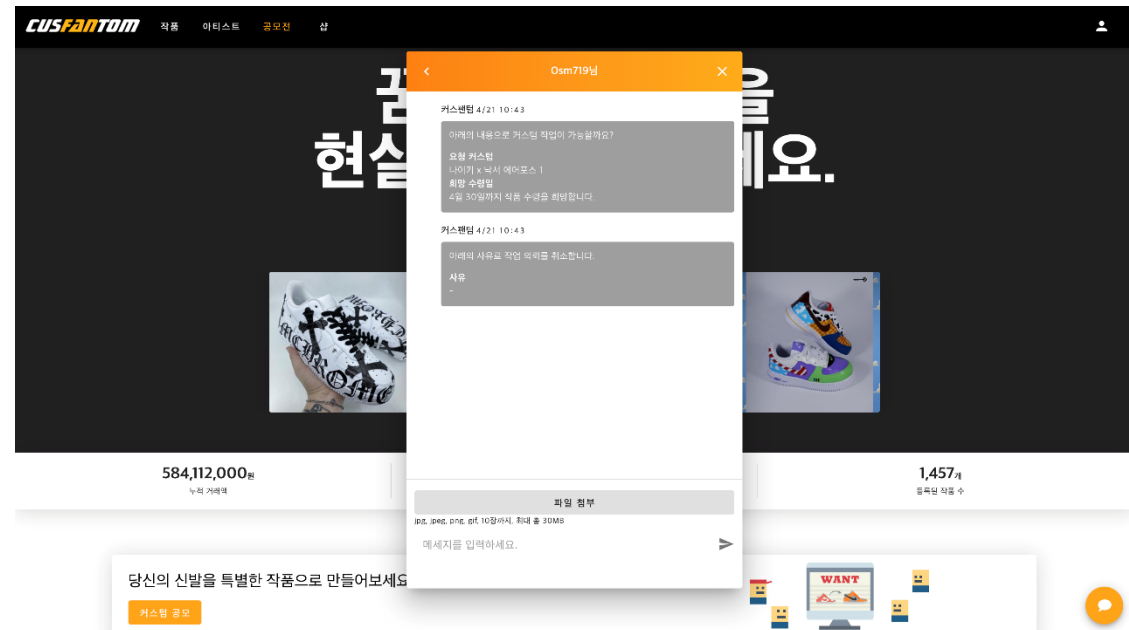 CUSFANTOM 작품 아티스트 공모전 샵
을
현실 에요.
Osm719님
커스팬텀 4/21 10:43
아래의 내용으로 커스텀 작업이 가능할까요?
요청 커스텀
나이키 x 낙서 에어포스 1
희망 수령일
4월 30일까지 작품 수령을 희망합니다.
커스팬텀 4/21 10:43
아래의 사유로 작업 의뢰를 취소합니다.
사유
-
CHROME
584,112,000원
누적 거래액
1,457개
등록된 작품 수
파일 첨부
jpg, jpeg, png, gif, 10장까지, 최대 총 30MB
메세지를 입력하세요.
당신의 신발을 특별한 작품으로 만들어보세요
커스텀 공모
WANT